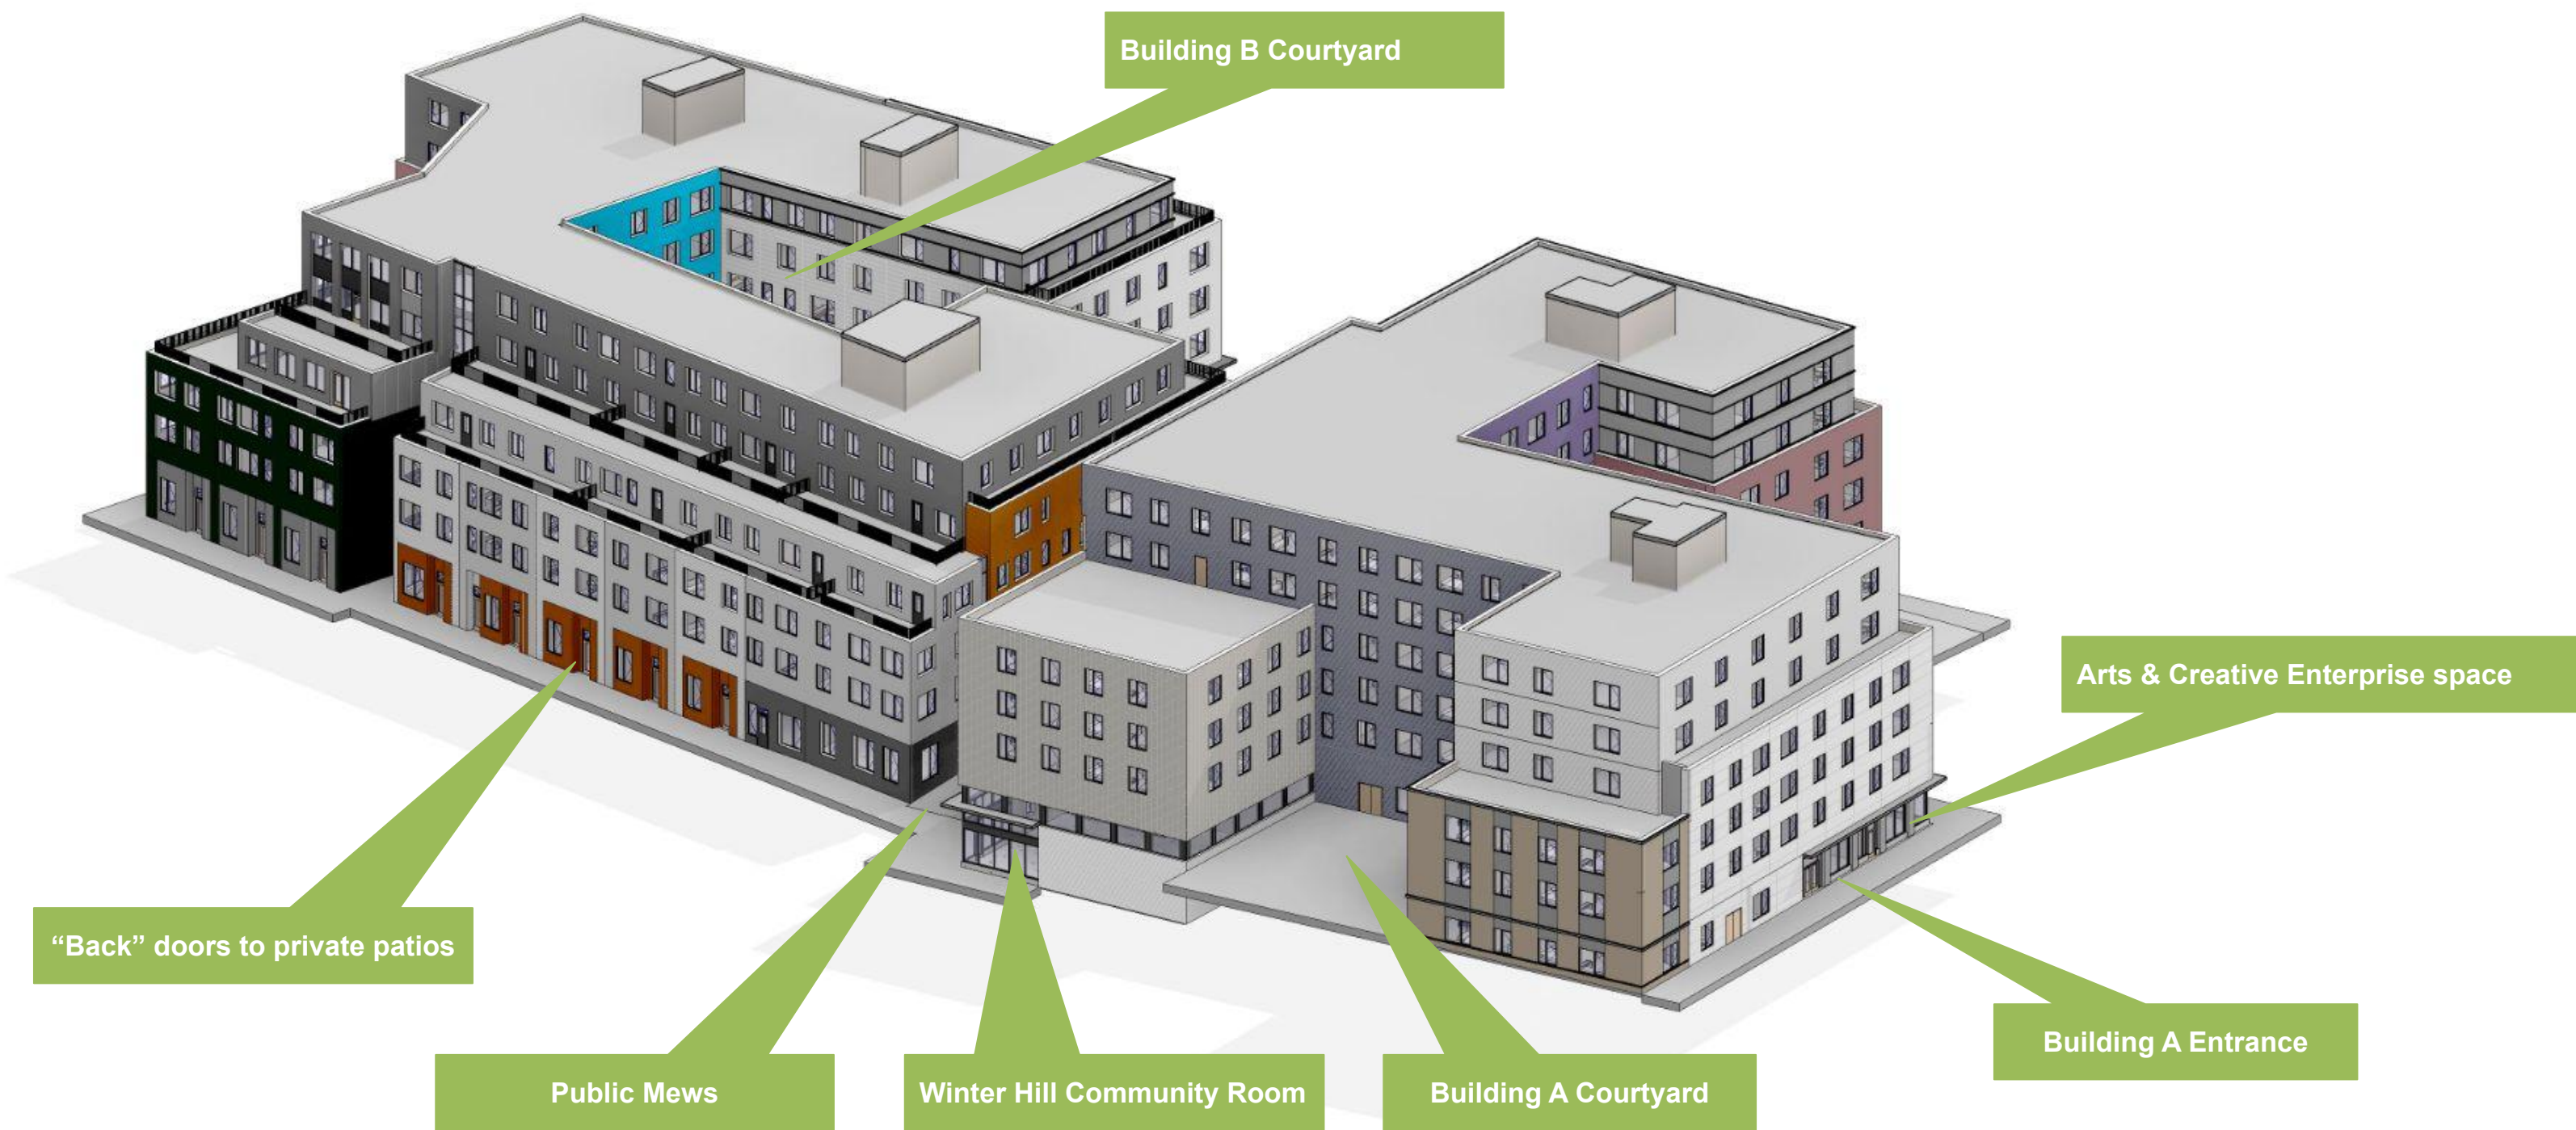 Building B Courtyard
Arts & Creative Enterprise space
“Back” doors to private patios
Building A Entrance
Public Mews
Winter Hill Community Room
Building A Courtyard